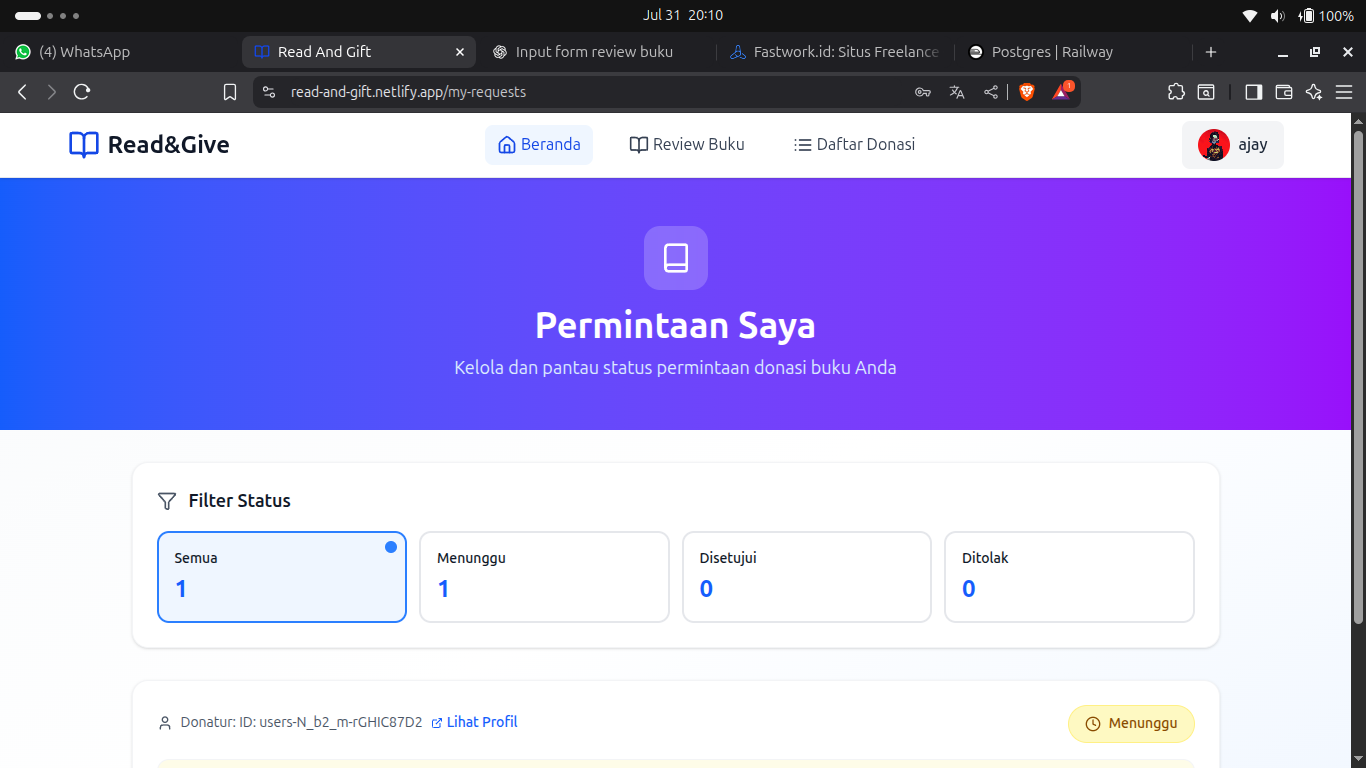 Jul 31 20:10
100%
(4) WhatsApp
Read And Gift
Input form review buku
Fastwork.id: Situs Freelance
Postgres | Railway
read-and-gift.netlify.app/my-requests
1
Read&Give
Beranda
Review Buku
Daftar Donasi
ajay
Permintaan Saya
Kelola dan pantau status permintaan donasi buku Anda
Filter Status
Semua
1
Menunggu
1
Disetujui
0
Ditolak
0
Donatur: ID: users-N_b2_m-rGHIC87D2 Lihat Profil
Menunggu